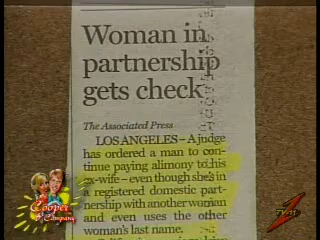 Woman in
partnership
gets check
The Associated Press
LOS ANGELES – A judge
has ordered a man to con-
tinue paying alimony to his
ex-wife – even though she's in
a registered domestic part-
nership with another woman
and even uses the other
woman's last name.
Cooper
& Company